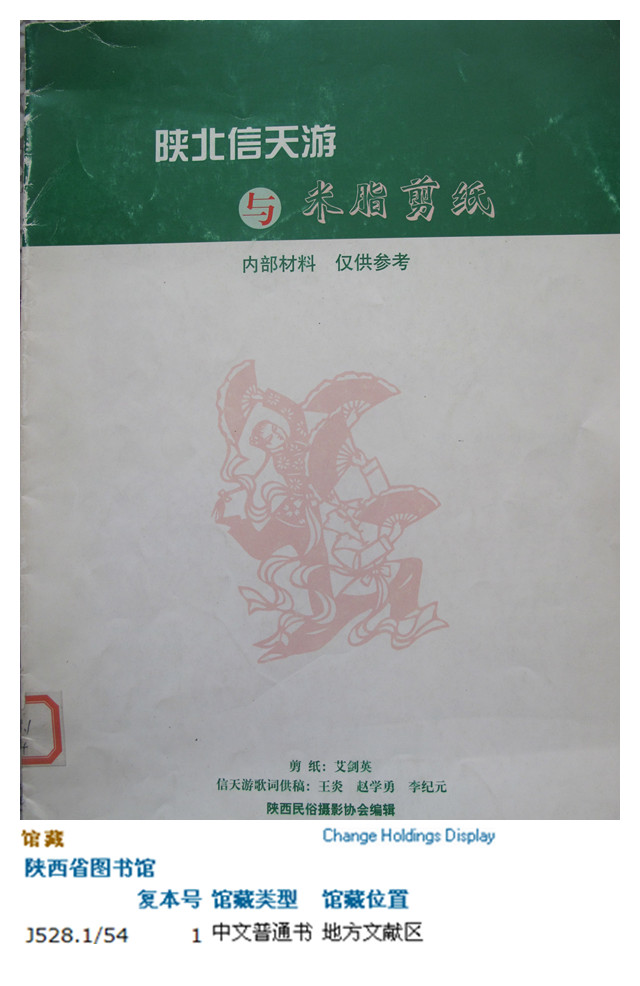 陕北信天游
与 米脂剪纸
内部材料 仅供参考
剪 纸：艾剑英
信天游歌词供稿：王炎 赵学勇 李纪元
陕西民俗摄影协会编辑
馆藏 Change Holdings Display
陕西省图书馆
复本号 馆藏类型 馆藏位置
J528.1/54 1 中文普通书 地方文献区